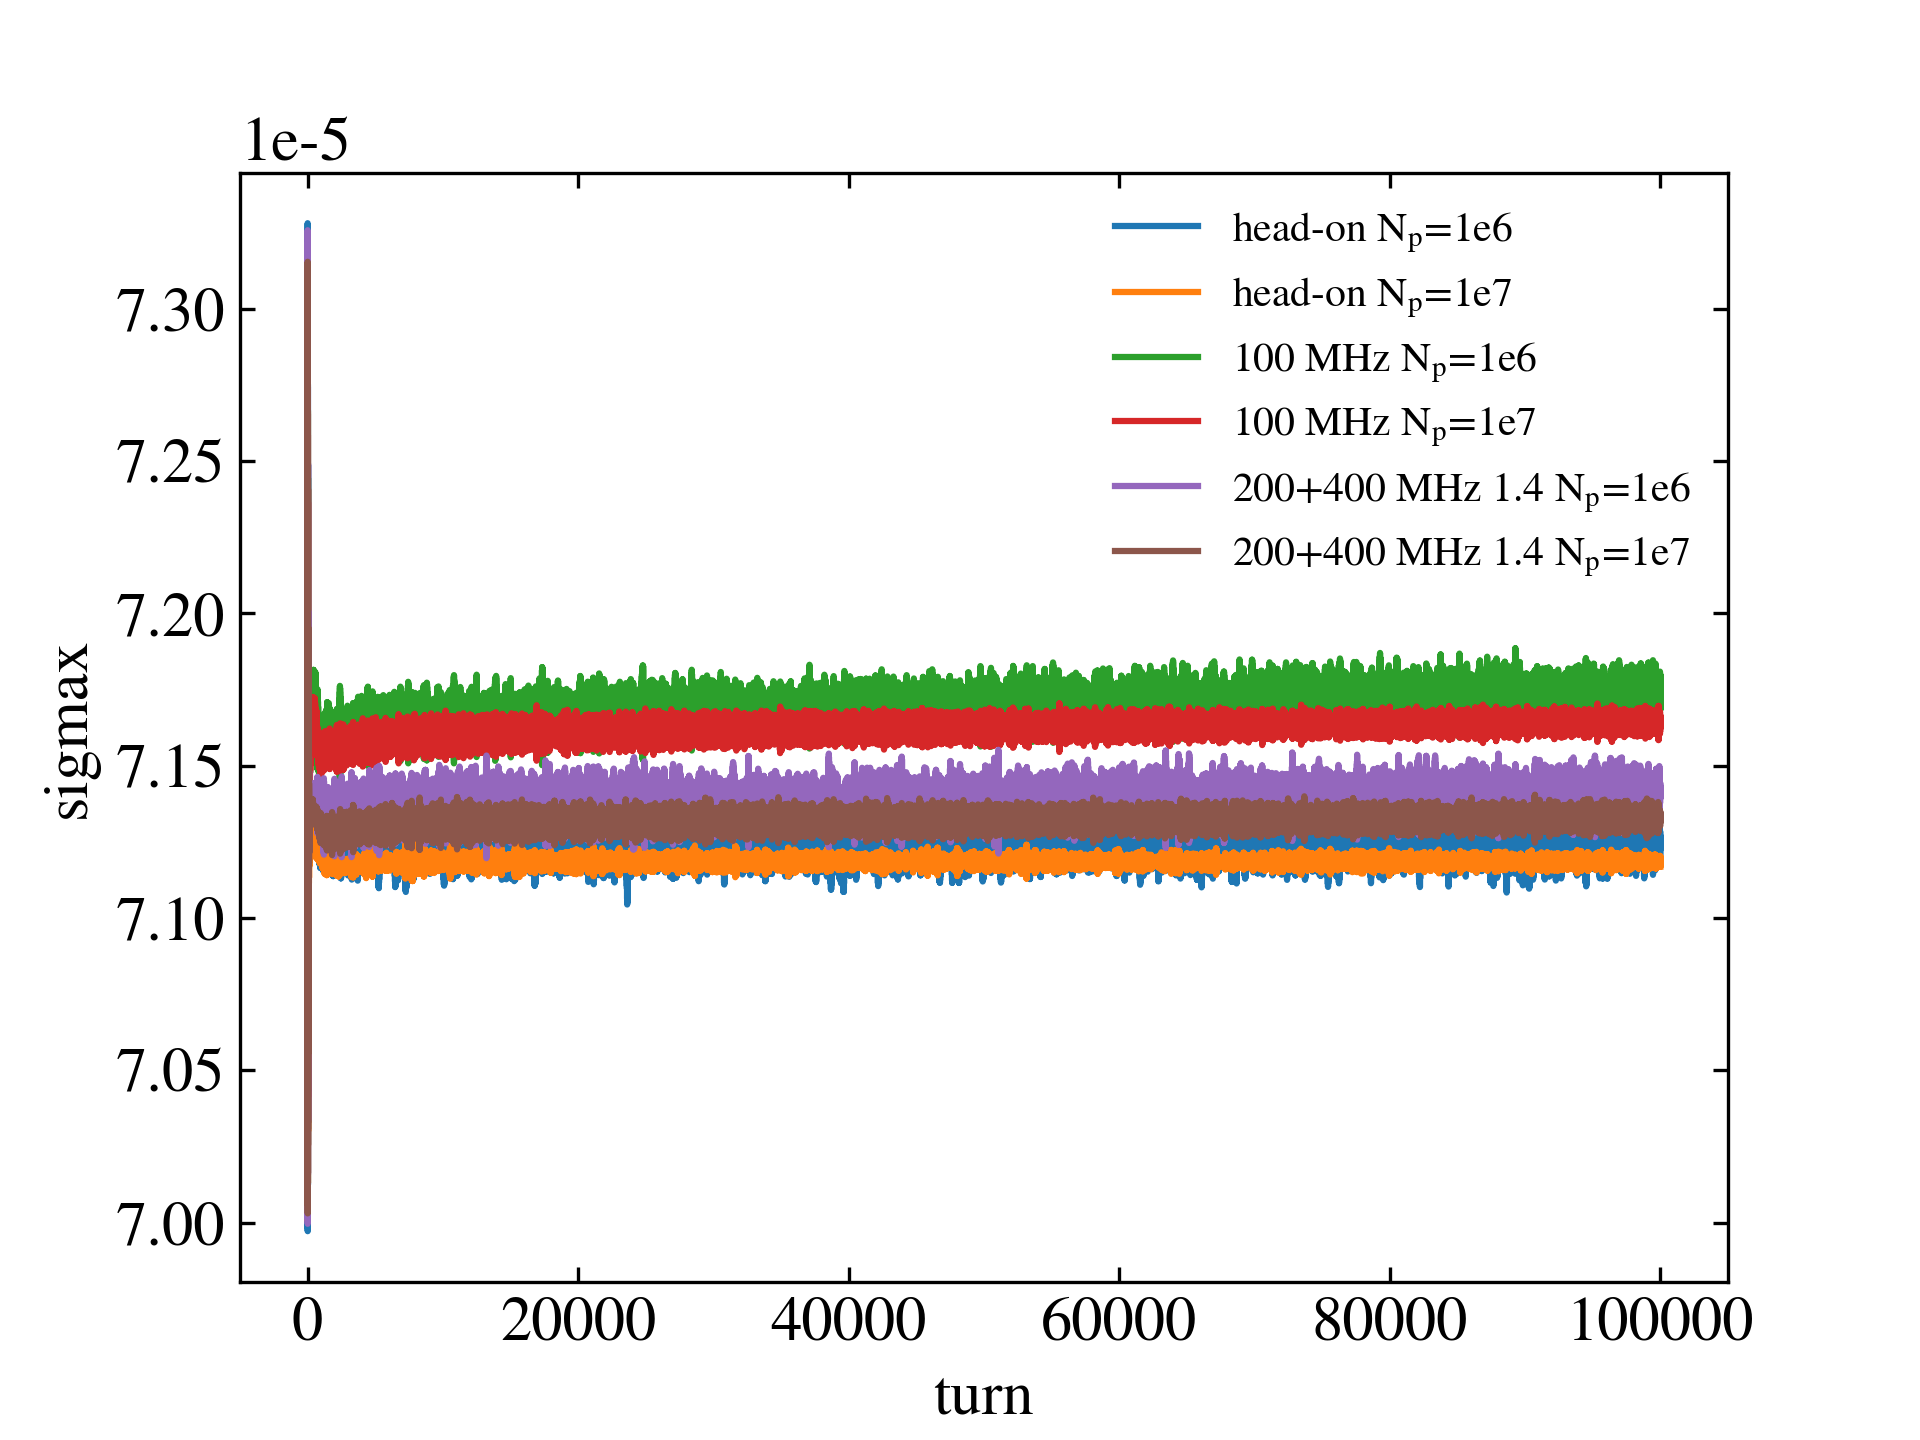 1e-5
7.30
7.25
7.20
7.15
7.10
7.05
7.00
sigmax
head-on Np=1e6
head-on Np=1e7
100 MHz Np=1e6
100 MHz Np=1e7
200+400 MHz 1.4 Np=1e6
200+400 MHz 1.4 Np=1e7
0 20000 40000 60000 80000 100000
turn